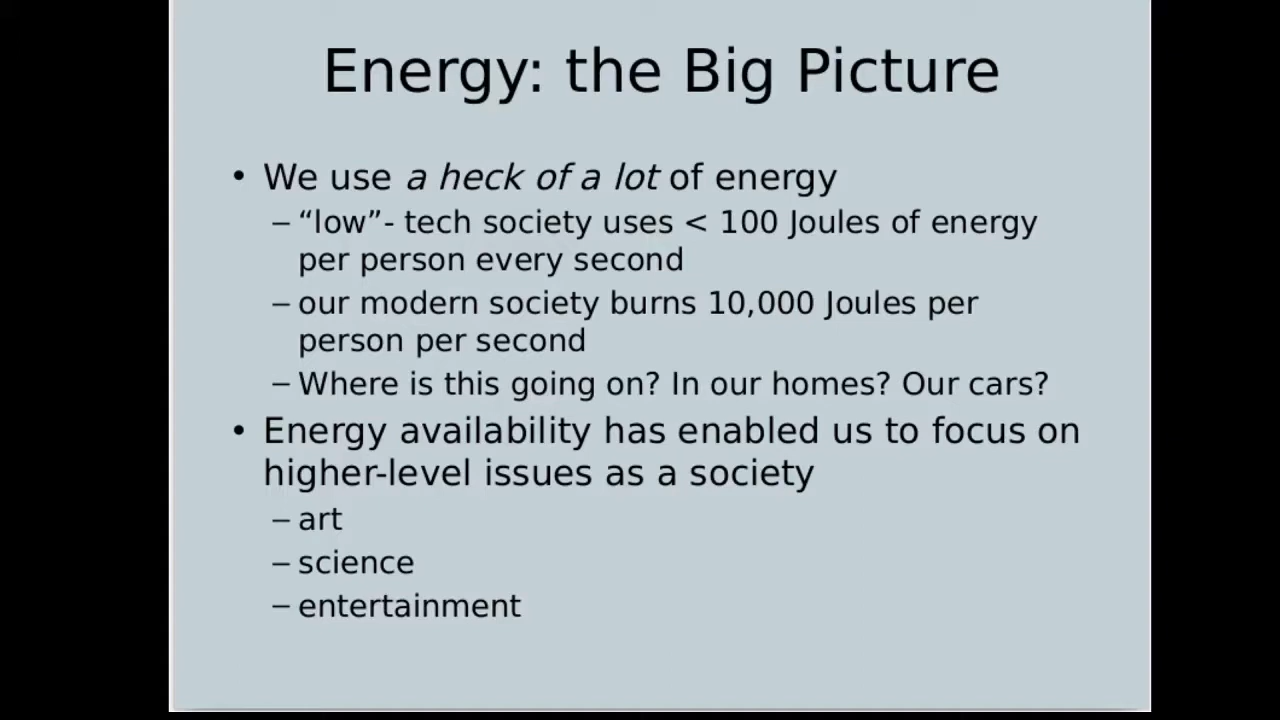 Energy: the Big Picture
• We use a heck of a lot of energy
– “low”- tech society uses < 100 Joules of energy
per person every second
– our modern society burns 10,000 Joules per
person per second
– Where is this going on? In our homes? Our cars?
• Energy availability has enabled us to focus on
higher-level issues as a society
– art
– science
– entertainment